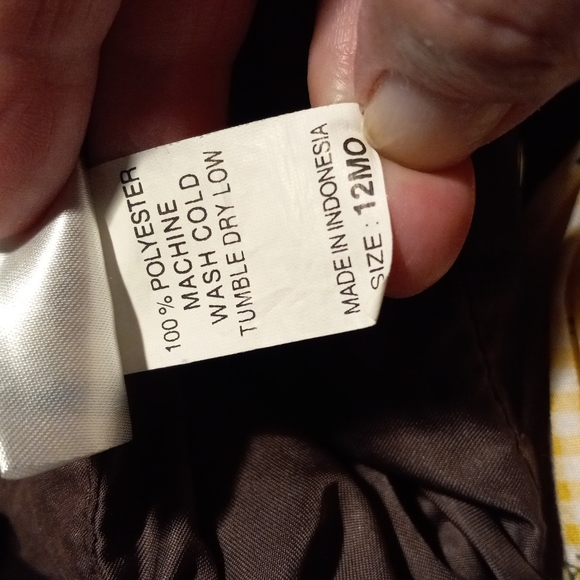 100% POLYESTER
MACHINE
WASH COLD
TUMBLE DRY LOW
MADE IN INDONESIA
SIZE : 12MO